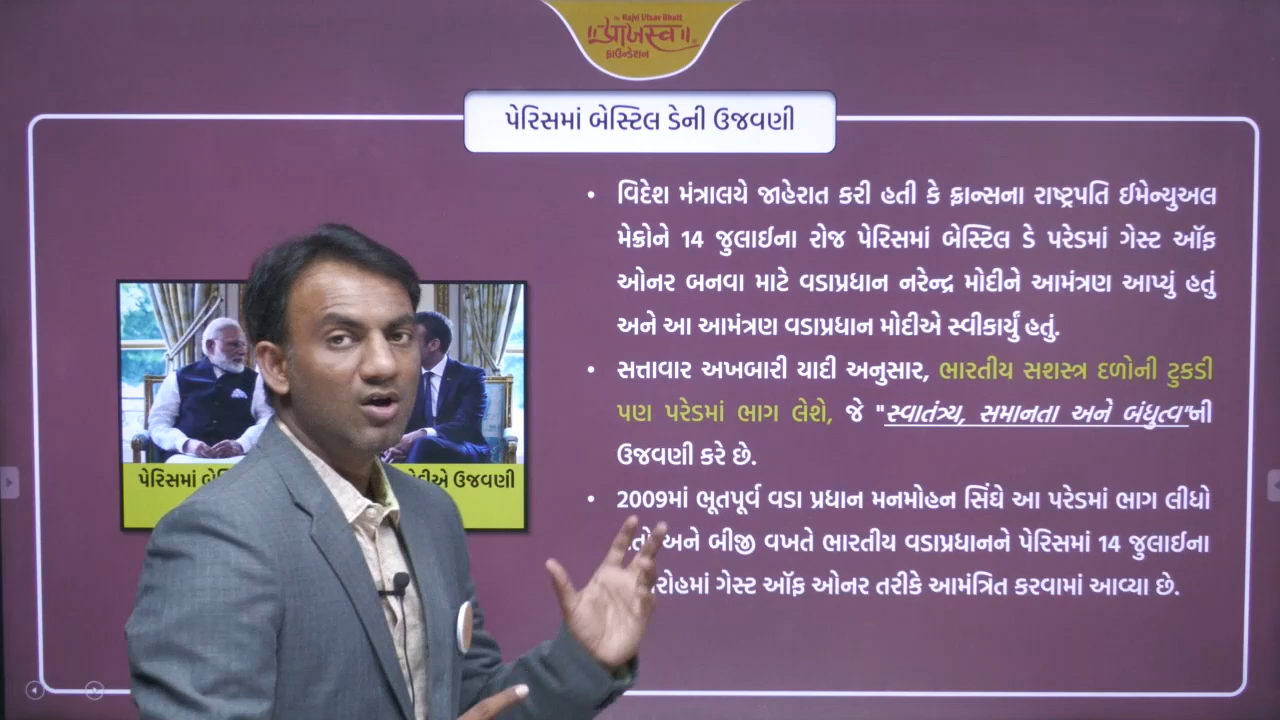 Rajvi Utsav Bhatt
ફાઉન્ડેશન
પેરિસમાં બેસ્ટિલ ડેની ઉજવણી
• વિદેશ મંત્રાલયે જાહેરાત કરી હતી કે ફ્રાન્સના રાષ્ટ્રપતિ ઈમેન્યુઅલ
મેક્રોને 14 જુલાઈના રોજ પેરિસમાં બેસ્ટિલ ડે પરેડમાં ગેસ્ટ ઑફ
ઓનર બનવા માટે વડાપ્રધાન નરેન્દ્ર મોદીને આમંત્રણ આપ્યું હતું
અને આ આમંત્રણ વડાપ્રધાન મોદીએ સ્વીકાર્યું હતું.
• સત્તાવાર અખબારી યાદી અનુસાર, ભારતીય સશસ્ત્ર દળોની ટુકડી
પણ પરેડમાં ભાગ લેશે, જે "સ્વાતંત્ર્ય, સમાનતા અને બંધુત્વ"ની
ઉજવણી કરે છે.
• 2009માં ભૂતપૂર્વ વડા પ્રધાન મનમોહન સિંઘે આ પરેડમાં ભાગ લીધો
અને બીજી વખતે ભારતીય વડાપ્રધાનને પેરિસમાં 14 જુલાઈના
ગેસ્ટ ઑફ ઓનર તરીકે આમંત્રિત કરવામાં આવ્યા છે.
પેરિસમાં ઉજવણી